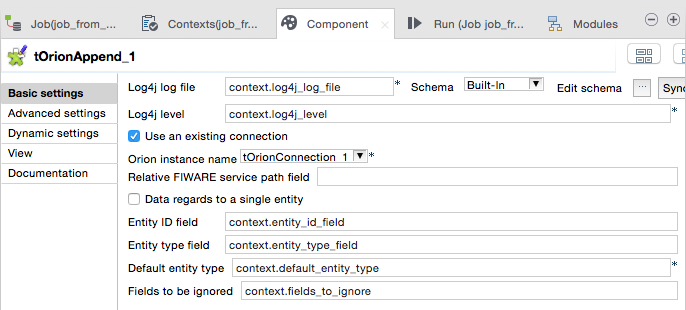 Job(job_from_... Contexts(job_fr... Component Run (Job job_fr... Modules
tOrionAppend_1
Basic settings
Advanced settings
Dynamic settings
View
Documentation
Log4j log file context.log4j_log_file * Schema Built-In Edit schema ... Sync
Log4j level context.log4j_level *
Use an existing connection
Orion instance name tOrionConnection_1 *
Relative FIWARE service path field
Data regards to a single entity
Entity ID field context.entity_id_field
Entity type field context.entity_type_field
Default entity type context.default_entity_type *
Fields to be ignored context.fields_to_ignore